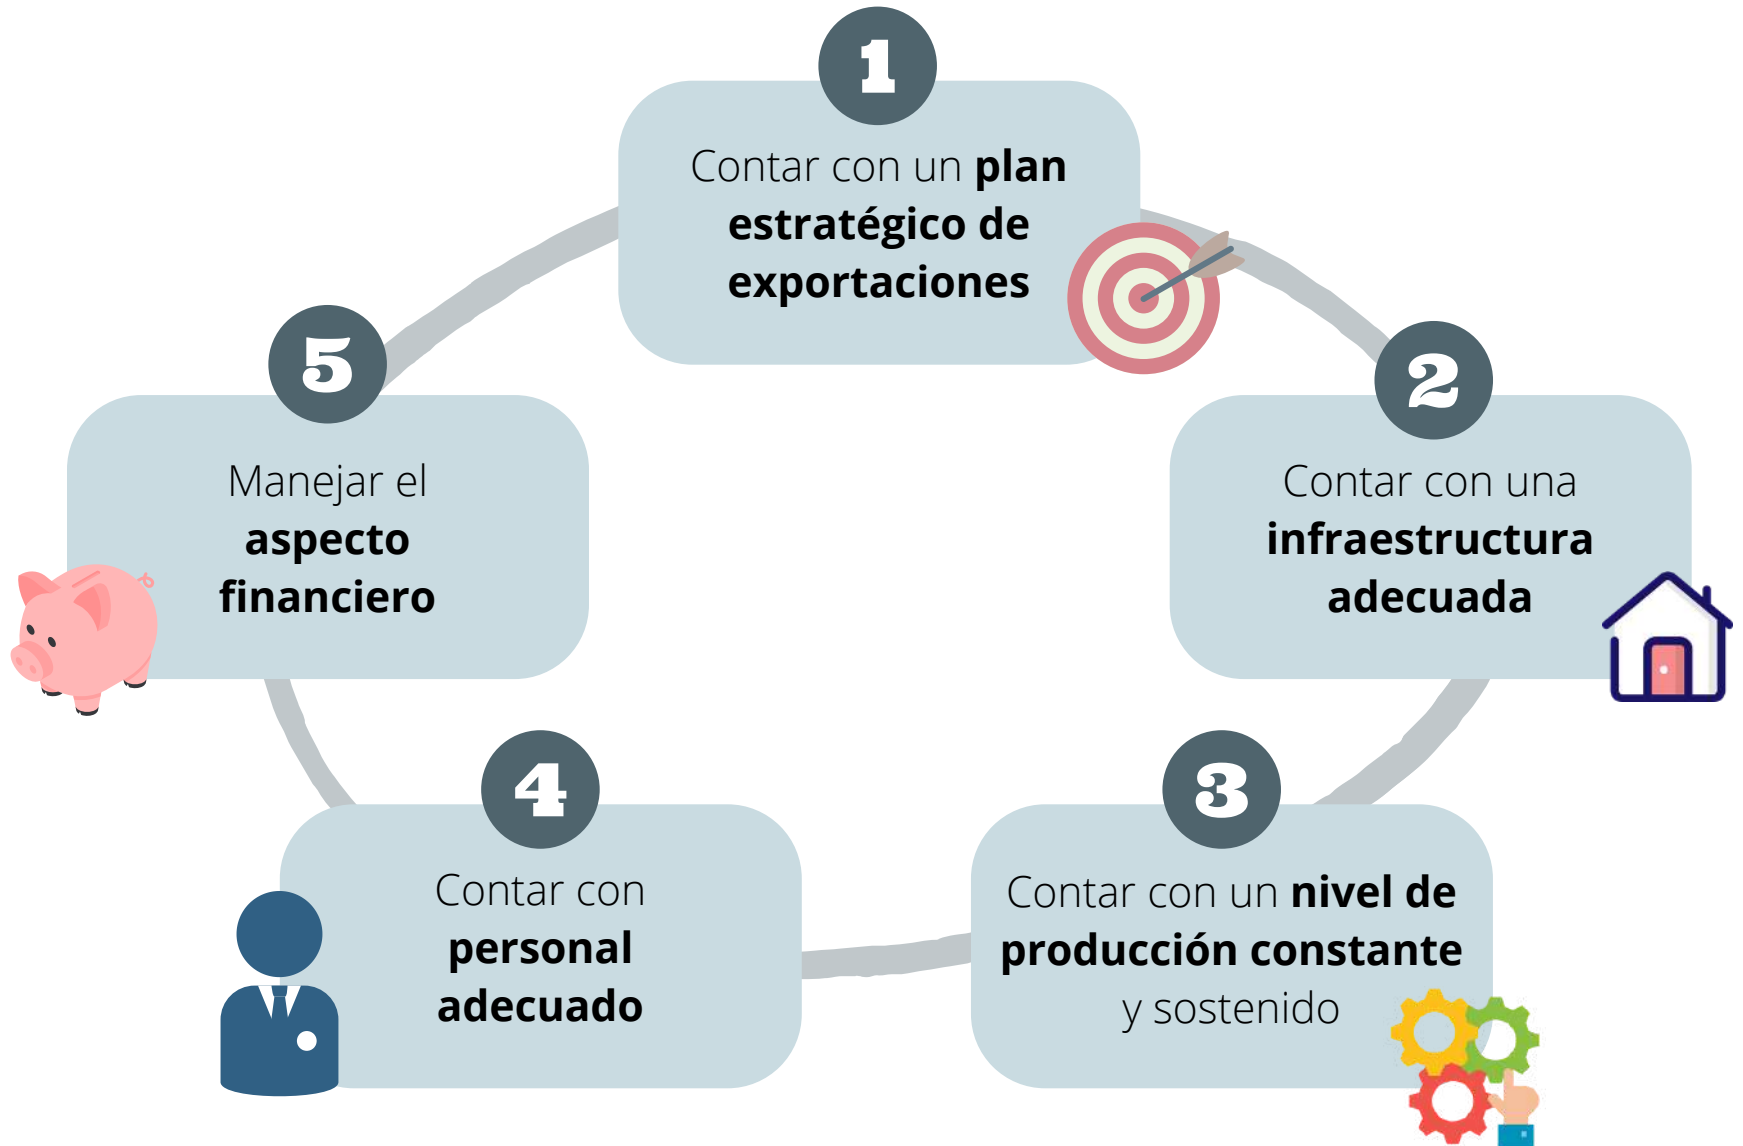 1
Contar con un plan
estratégico de
exportaciones
2
Contar con una
infraestructura
adecuada
3
Contar con un nivel de
producción constante
y sostenido
4
Contar con
personal
adecuado
5
Manejar el
aspecto
financiero